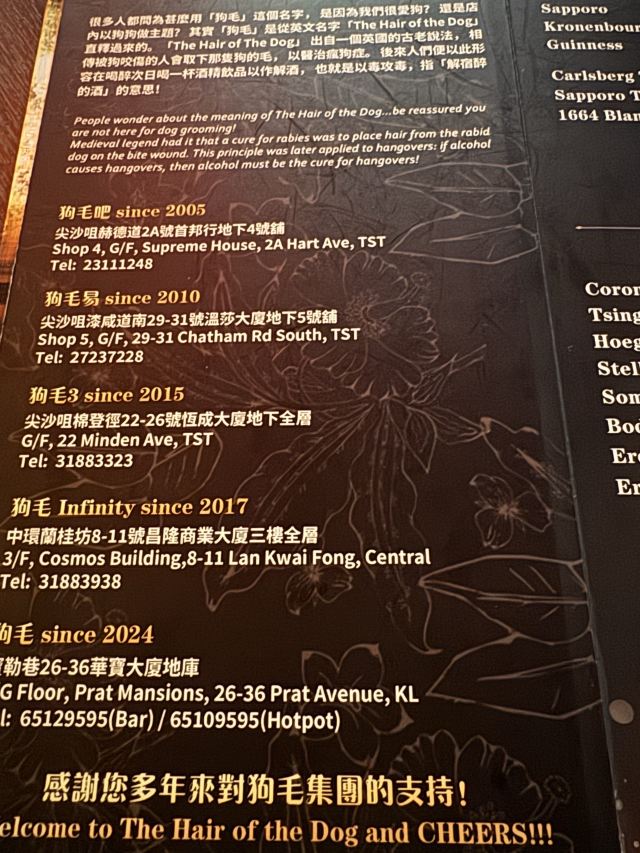 很多人都問為甚麼用「狗毛」這個名字，是因為我們很愛狗？還是店
內以狗狗做主題？其實「狗毛」是從英文名字「The Hair of the Dog」
直釋過來的。「The Hair of The Dog」 出自一個英國的古老說法，相
傳被狗咬傷的人會取下那隻狗的毛，以醫治瘋狗症。後來人們便以此形
容在喝醉次日喝一杯酒精飲品以作解酒，也就是以毒攻毒，指「解宿醉
的酒」的意思！
People wonder about the meaning of The Hair of the Dog...be reassured you
are not here for dog grooming!
Medieval legend had it that a cure for rabies was to place hair from the rabid
dog on the bite wound. This principle was later applied to hangovers: if alcohol
causes hangovers, then alcohol must be the cure for hangovers!
狗毛吧 since 2005
尖沙咀赫德道2A號首邦行地下4號舖
Shop 4, G/F, Supreme House, 2A Hart Ave, TST
Tel: 23111248
狗毛易 since 2010
尖沙咀漆咸道南29-31號溫莎大廈地下5號舖
Shop 5, G/F, 29-31 Chatham Rd South, TST
Tel: 27237228
狗毛3 since 2015
尖沙咀棉登徑22-26號恆成大廈地下全層
G/F, 22 Minden Ave, TST
Tel: 31883323
狗毛 Infinity since 2017
中環蘭桂坊8-11號昌隆商業大廈三樓全層
3/F, Cosmos Building,8-11 Lan Kwai Fong, Central
Tel: 31883938
狗毛 since 2024
勒巷26-36華寶大廈地庫
G Floor, Prat Mansions, 26-36 Prat Avenue, KL
l: 65129595(Bar) / 65109595(Hotpot)
感謝您多年來對狗毛集團的支持！
elcome to The Hair of the Dog and CHEERS!!!
Sapporo
Kronenbou
Guinness
Carlsberg
Sapporo T
1664 Blan
Coron
Tsing
Hoeg
Stel
Som
Bod
Er